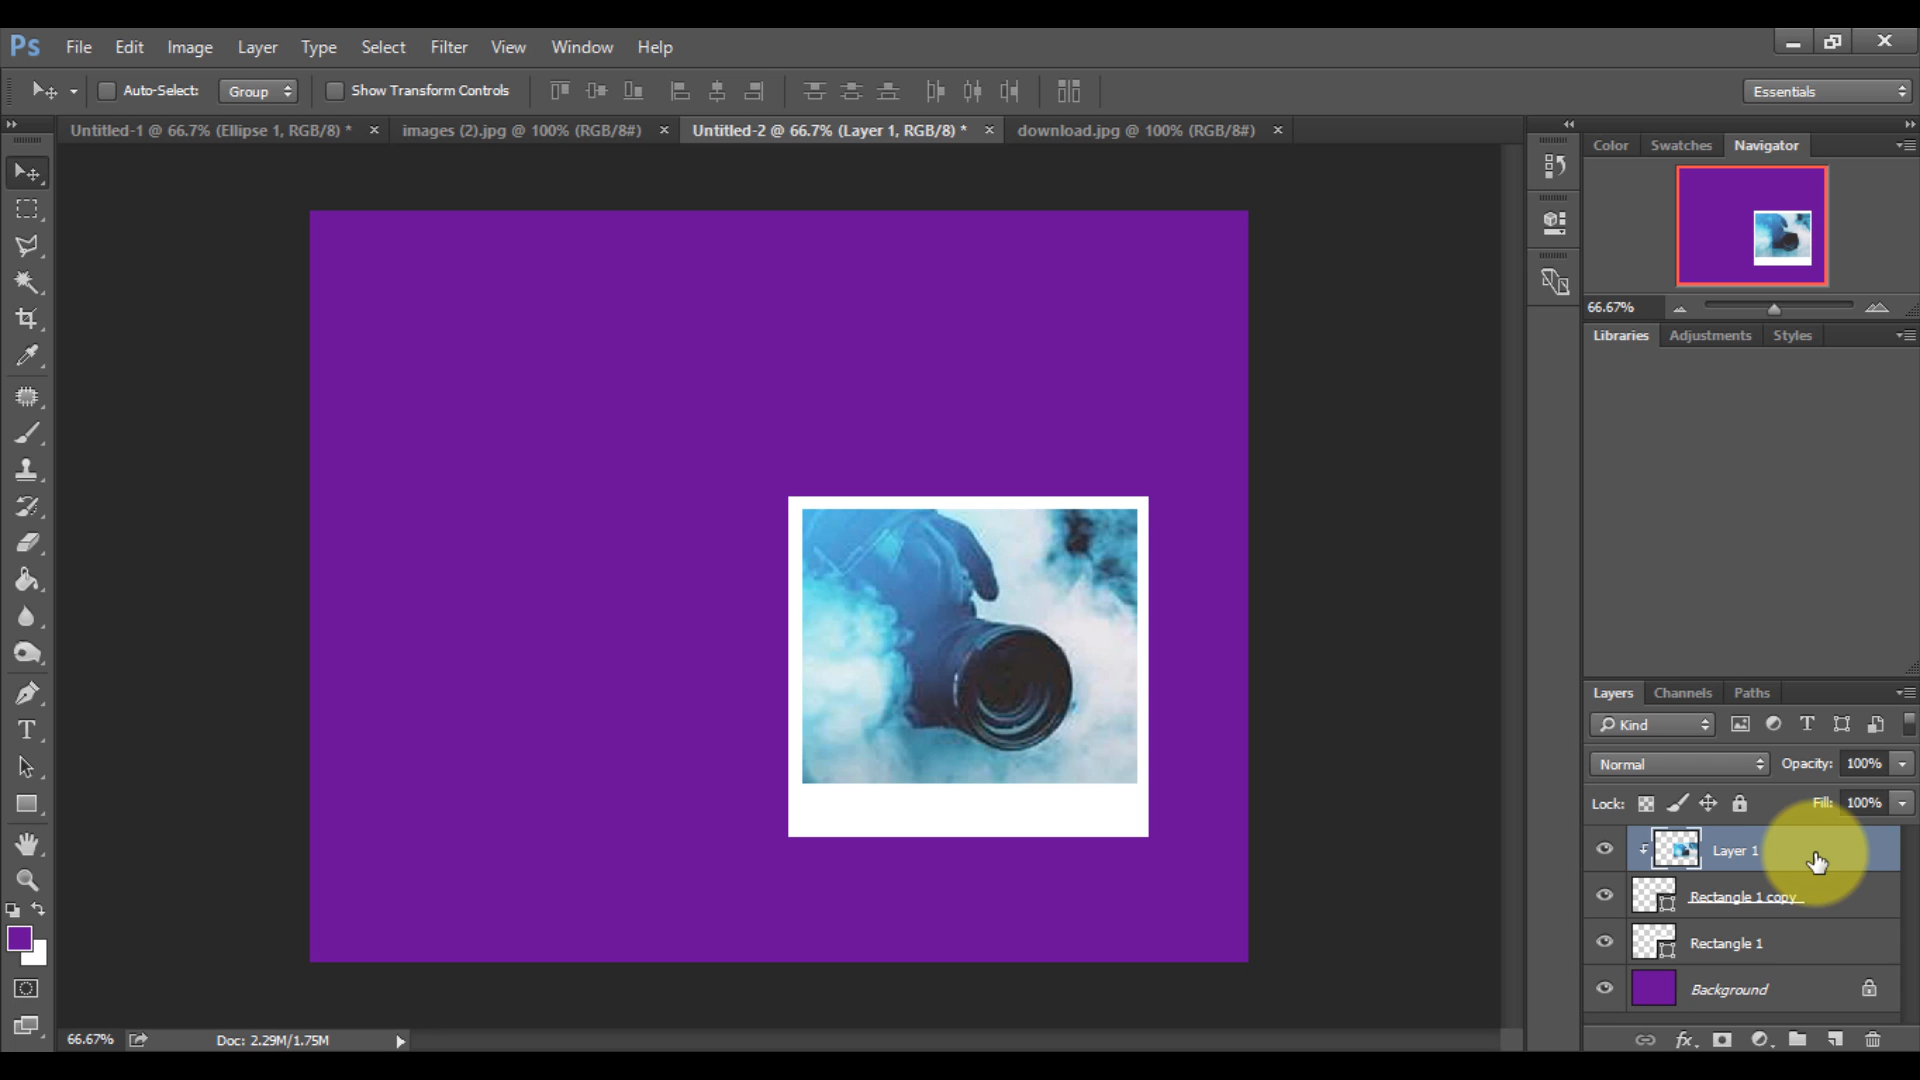 Ps File Edit Image Layer Type Select Filter View Window Help
Auto-Select: Group Show Transform Controls Essentials
Untitled-1 @ 66.7% (Ellipse 1, RGB/8) * images (2).jpg @ 100% (RGB/8#) Untitled-2 @ 66.7% (Layer 1, RGB/8) * download.jpg @ 100% (RGB/8#)
Color Swatches Navigator
66.67%
Libraries Adjustments Styles
Layers Channels Paths
Kind
Normal Opacity: 100%
Lock: Fill: 100%
Layer 1
Rectangle 1 copy
Rectangle 1
Background
66.67% Doc: 2.29M/1.75M